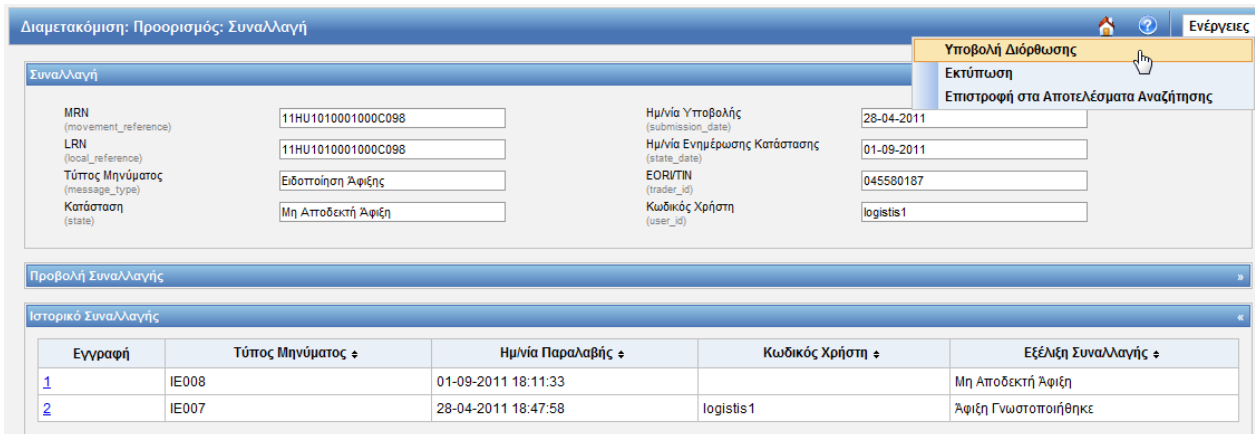 Διαμετακόμιση: Προορισμός: Συναλλαγή
Ενέργειες
Υποβολή Διόρθωσης
Εκτύπωση
Επιστροφή στα Αποτελέσματα Αναζήτησης
Συναλλαγή
MRN
(movement_reference)
11HU1010001000C098
Ημ/νία Υποβολής
(submission_date)
28-04-2011
LRN
(local_reference)
11HU1010001000C098
Ημ/νία Ενημέρωσης Κατάστασης
(state_date)
01-09-2011
Τύπος Μηνύματος
(message_type)
Ειδοποίηση Άφιξης
EORI/TIN
(trader_id)
045580187
Κατάσταση
(state)
Μη Αποδεκτή Άφιξη
Κωδικός Χρήστη
(user_id)
logistis1
Προβολή Συναλλαγής »
Ιστορικό Συναλλαγής «
Εγγραφή Τύπος Μηνύματος Ημ/νία Παραλαβής Κωδικός Χρήστη Εξέλιξη Συναλλαγής
1 IE008 01-09-2011 18:11:33 Μη Αποδεκτή Άφιξη
2 IE007 28-04-2011 18:47:58 logistis1 Άφιξη Γνωστοποιήθηκε